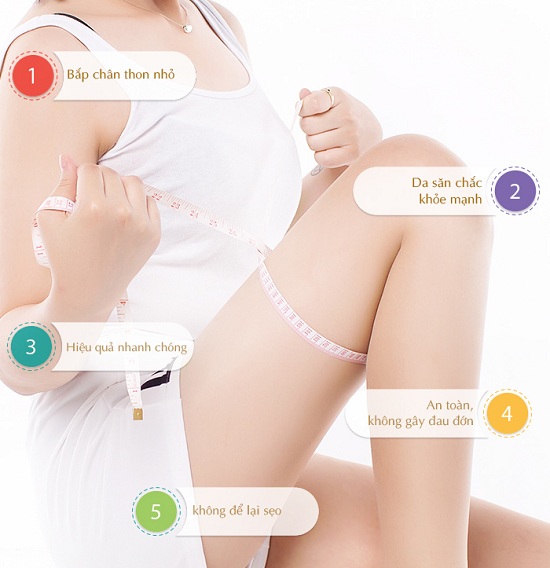 1
Bấp chân thon nhỏ
2
Da săn chắc
khỏe mạnh
3
Hiệu quả nhanh chóng
4
An toàn,
không gây đau đớn
5
không để lại sẹo